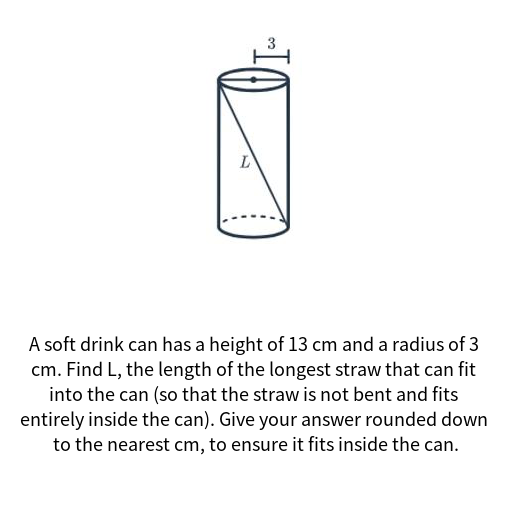 3
L
A soft drink can has a height of 13 cm and a radius of 3
cm. Find L, the length of the longest straw that can fit
into the can (so that the straw is not bent and fits
entirely inside the can). Give your answer rounded down
to the nearest cm, to ensure it fits inside the can.